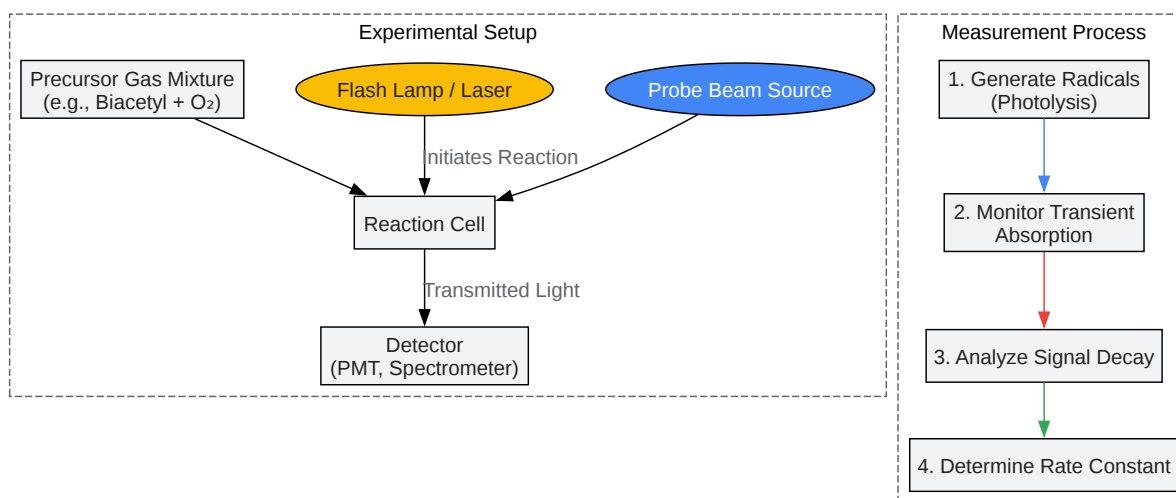 Experimental Setup
Precursor Gas Mixture
(e.g., Biacetyl + O₂)
Flash Lamp / Laser
Probe Beam Source
Initiates Reaction
Reaction Cell
Transmitted Light
Detector
(PMT, Spectrometer)
Measurement Process
1. Generate Radicals
(Photolysis)
2. Monitor Transient
Absorption
3. Analyze Signal Decay
4. Determine Rate Constant